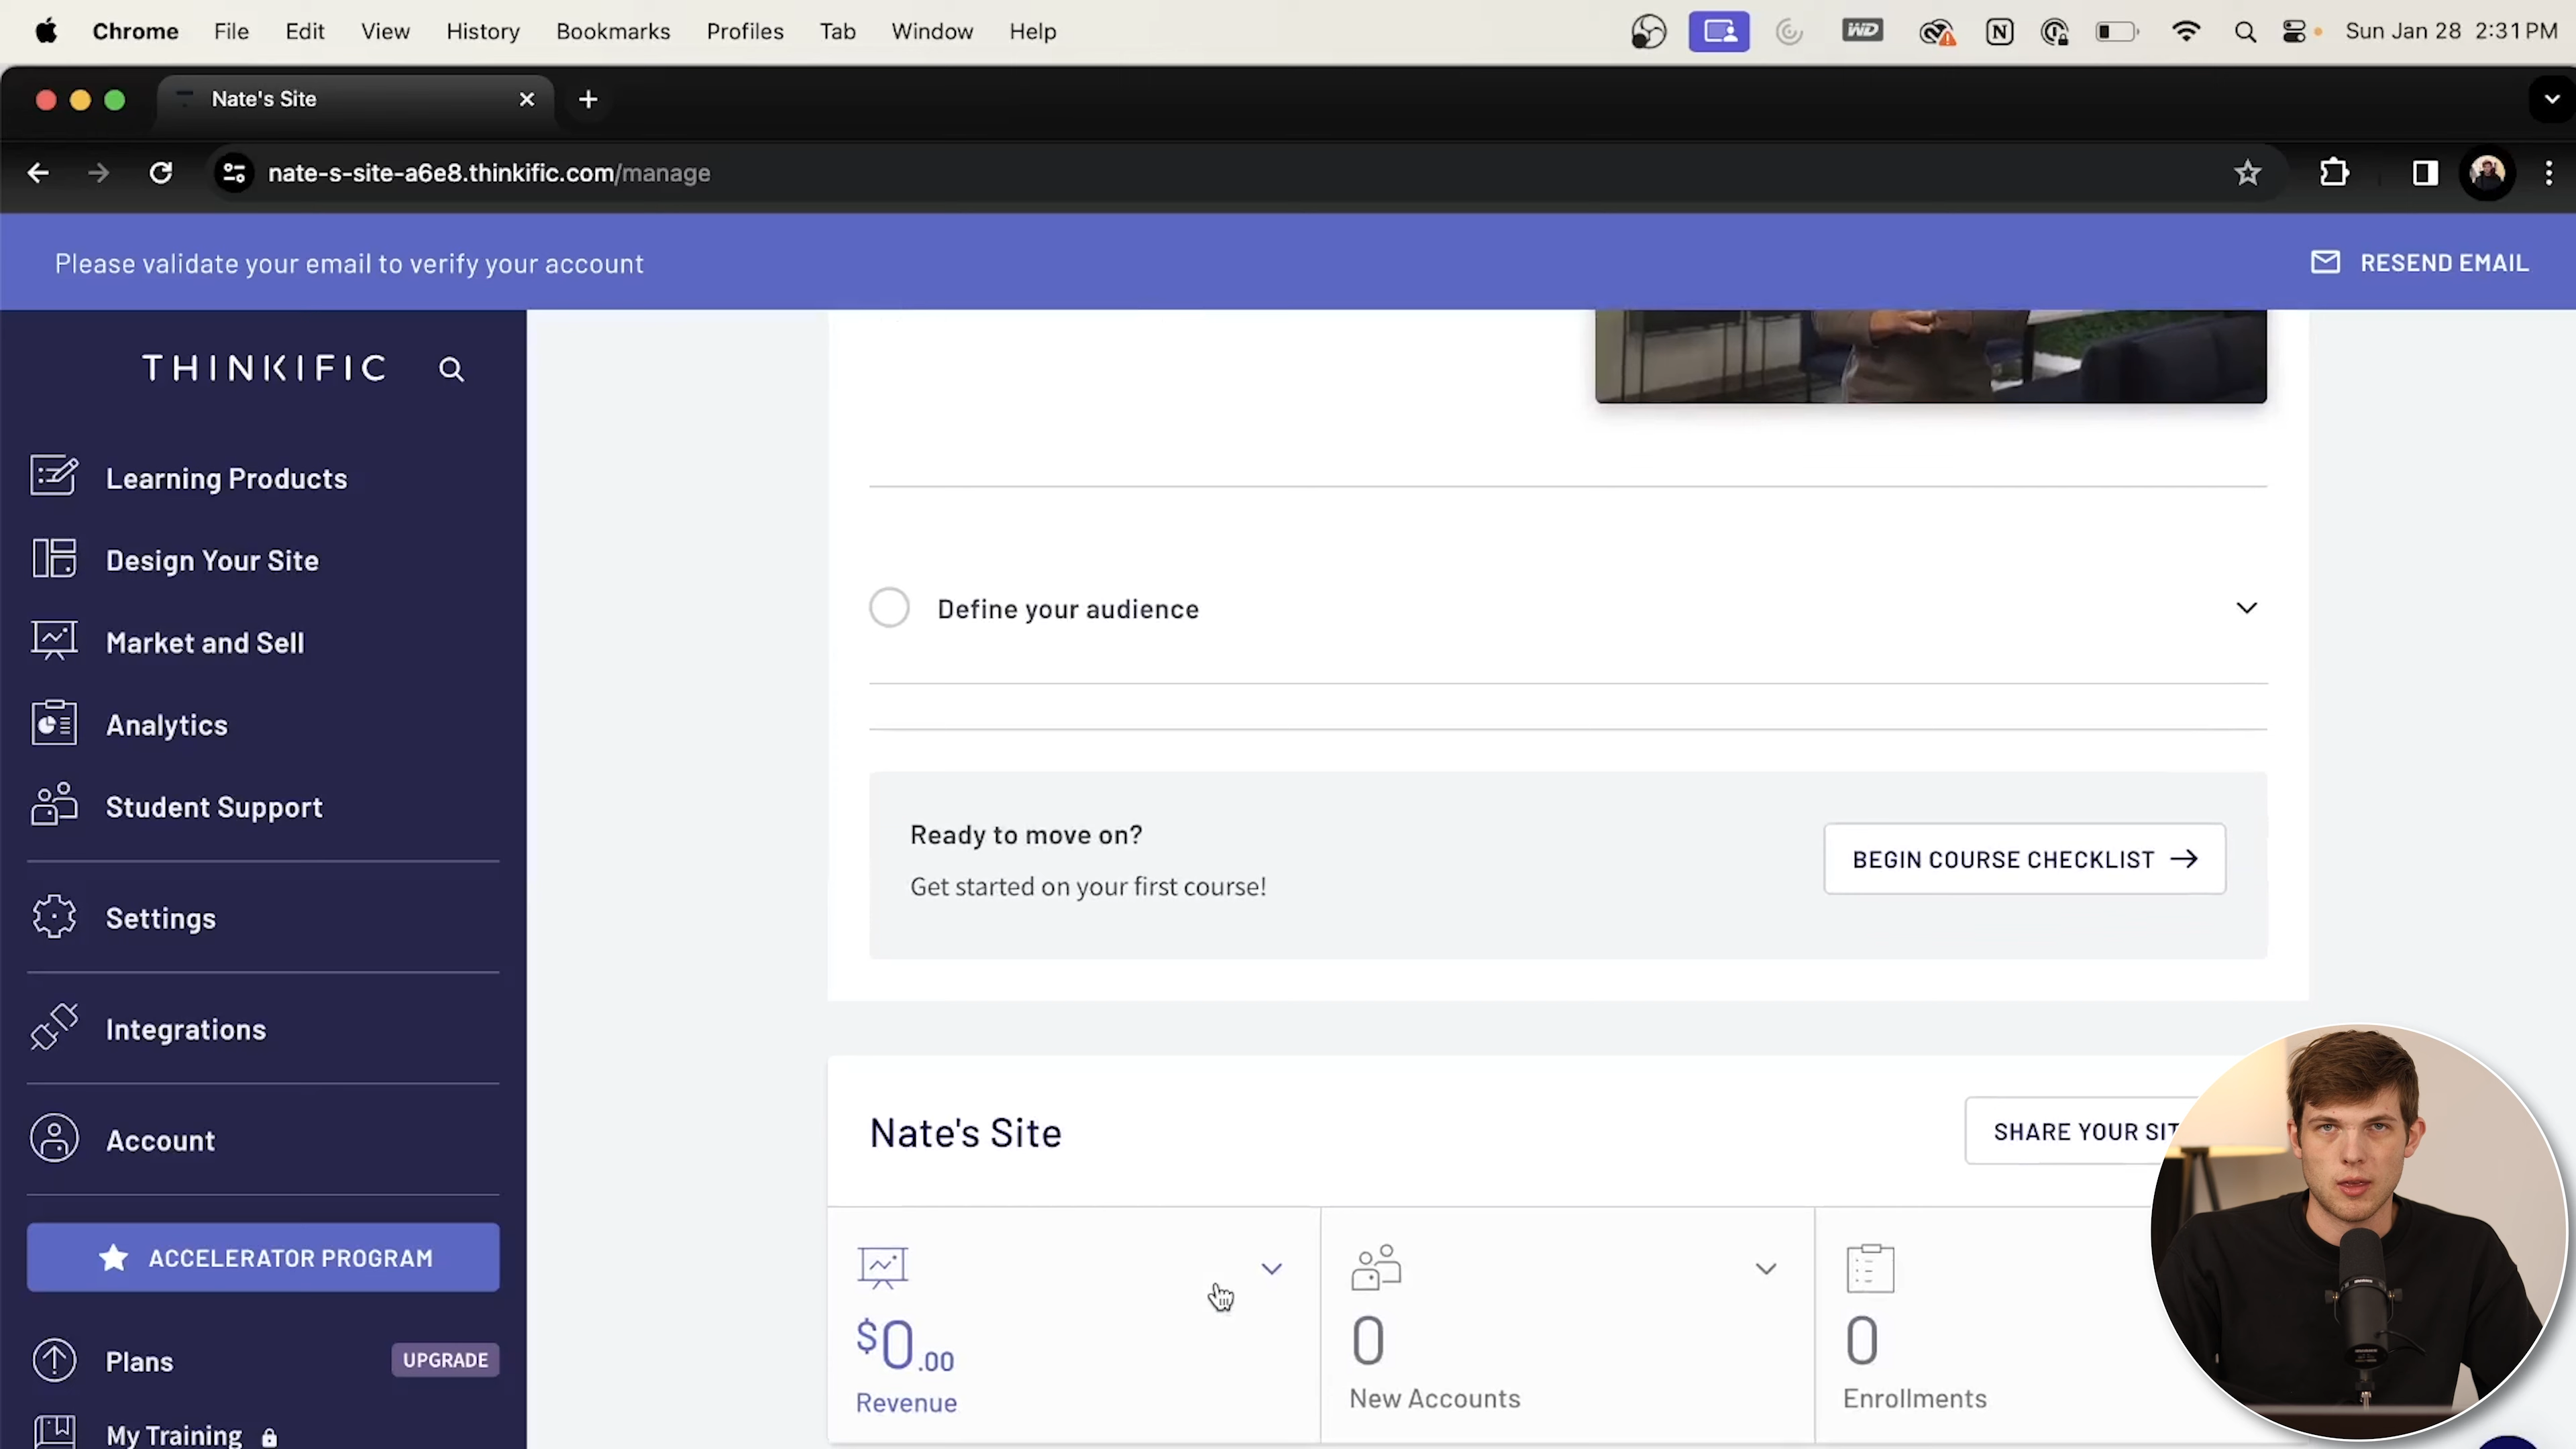 Chrome File Edit View History Bookmarks Profiles Tab Window Help WD N Sun Jan 28 2:31 PM
Nate's Site
nate-s-site-a6e8.thinkific.com/manage
Please validate your email to verify your account RESEND EMAIL
THINKIFIC
Learning Products
Design Your Site
Market and Sell
Analytics
Student Support
Settings
Integrations
Account
ACCELERATOR PROGRAM
Plans UPGRADE
My Training
Define your audience
Ready to move on?
Get started on your first course!
BEGIN COURSE CHECKLIST
Nate's Site
SHARE YOUR SIT
$0.00
Revenue
0
New Accounts
0
Enrollments